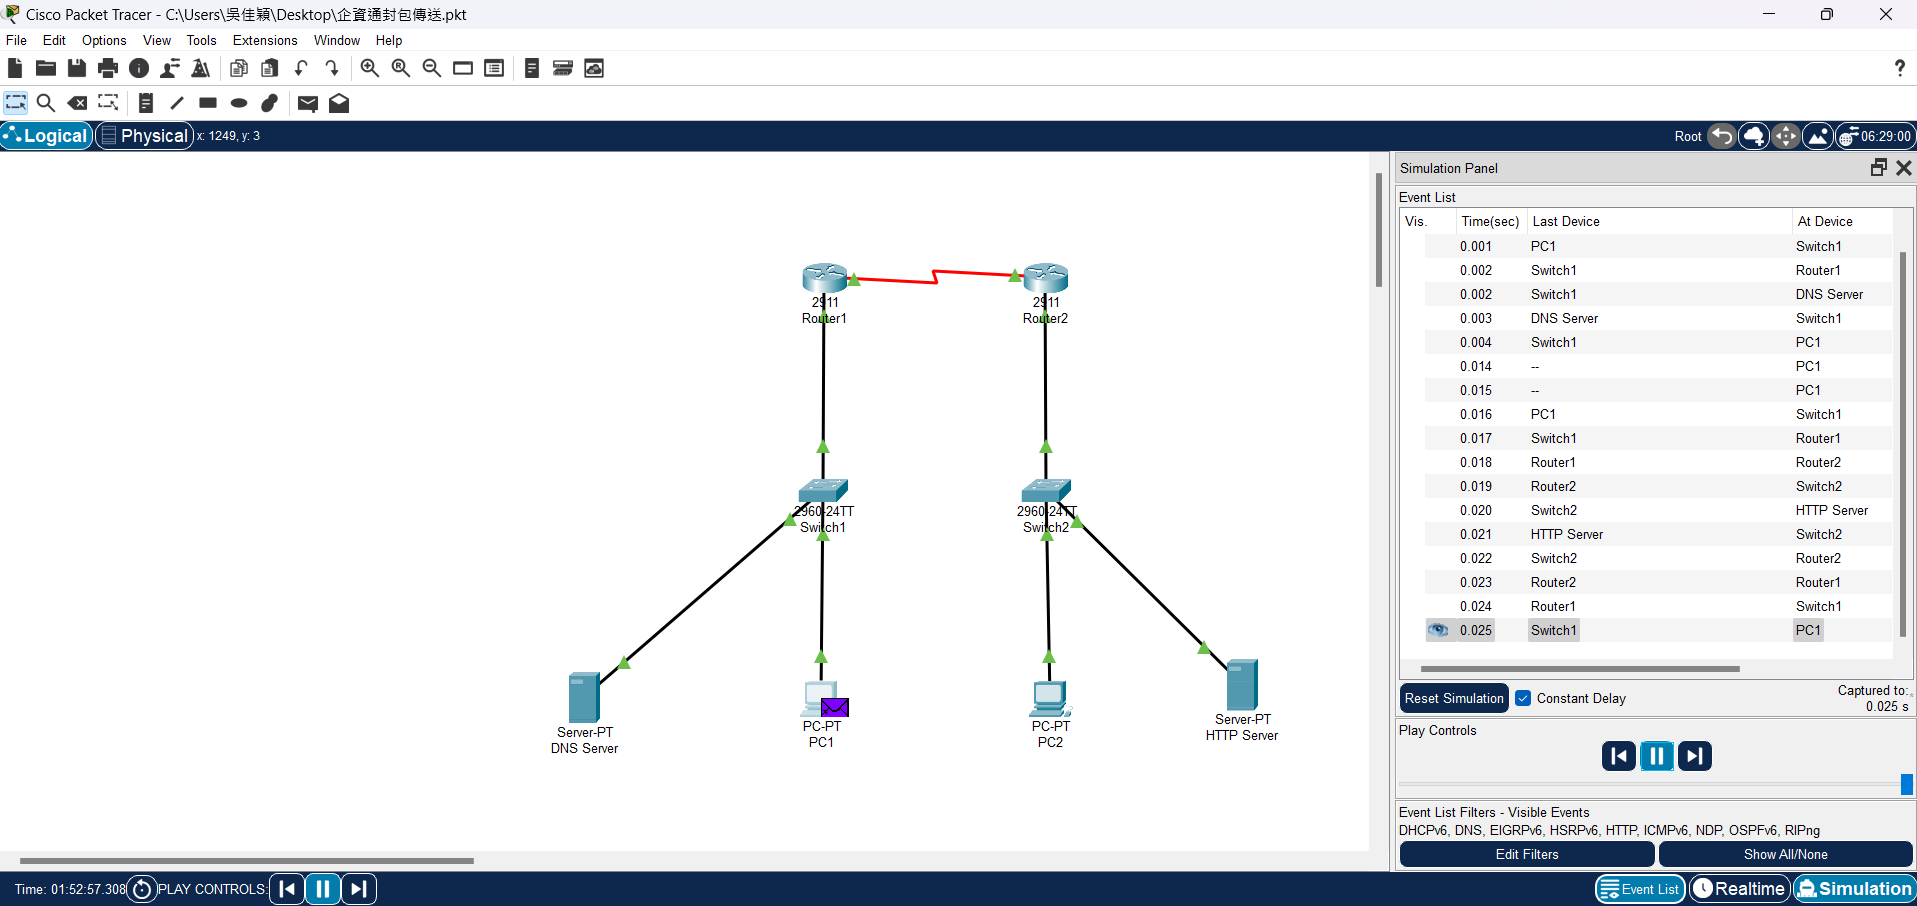 Cisco Packet Tracer - C:\Users\吳佳穎\Desktop\企資通封包傳送.pkt
File Edit Options View Tools Extensions Window Help
?
Logical Physical x: 1249, y: 3 Root 06:29:00
Simulation Panel
Event List
Vis. Time(sec) Last Device At Device
0.001 PC1 Switch1
0.002 Switch1 Router1
0.002 Switch1 DNS Server
0.003 DNS Server Switch1
0.004 Switch1 PC1
0.014 -- PC1
0.015 -- PC1
0.016 PC1 Switch1
0.017 Switch1 Router1
0.018 Router1 Router2
0.019 Router2 Switch2
0.020 Switch2 HTTP Server
0.021 HTTP Server Switch2
0.022 Switch2 Router2
0.023 Router2 Router1
0.024 Router1 Switch1
0.025 Switch1 PC1
Reset Simulation Constant Delay Captured to:
0.025 s
Play Controls
Event List Filters - Visible Events
DHCPv6, DNS, EIGRPv6, HSRPv6, HTTP, ICMPv6, NDP, OSPFv6, RIPng
Edit Filters Show All/None
2911
Router1
2911
Router2
2960-24TT
Switch1
2960-24TT
Switch2
Server-PT
DNS Server
PC-PT
PC1
PC-PT
PC2
Server-PT
HTTP Server
Time: 01:52:57.308 PLAY CONTROLS: Event List Realtime Simulation